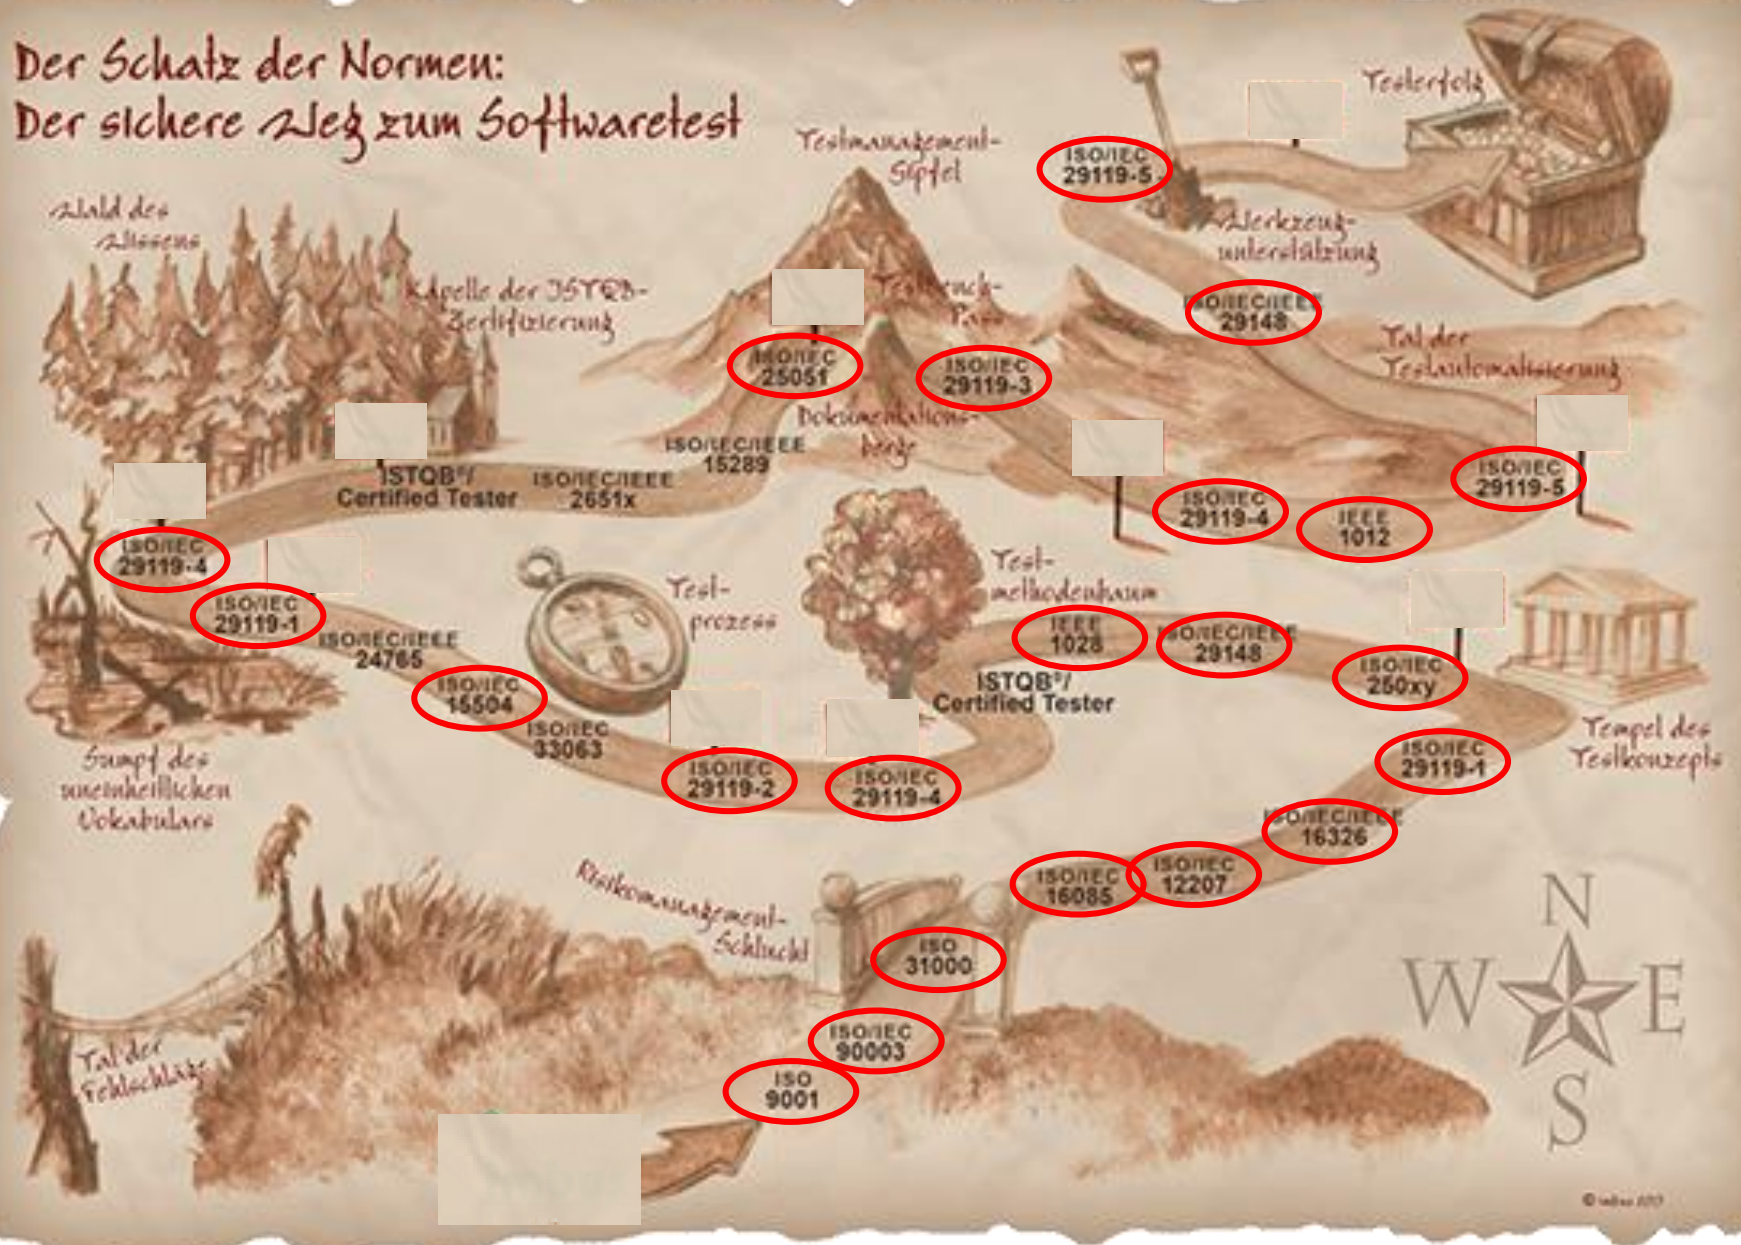 Der Schatz der Normen:
Der sichere Weg zum Softwaretest
Testerfolg
Testmanagement-
Gipfel
ISO/IEC
29119-5
Wald des
Wissens
Werkzeug-
unterstützung
Kapelle der ISTQB-
Zertifizierung
Pass
ISO/IEC/IEEE
29148
Tal der
Testautomatisierung
ISO/IEC
25051
ISO/IEC
29119-3
Dokumentations-
berge
ISO/IEC/IEEE
15289
ISTQB®/
Certified Tester
ISO/IEC/IEEE
2651x
ISO/IEC
29119-5
ISO/IEC
29119-4
IEEE
1012
ISO/IEC
29119-4
Test-
prozess
Test-
methodenbaum
ISO/IEC
29119-1
ISO/IEC/IEEE
24765
IEEE
1028
ISO/IEC/IEEE
29148
ISO/IEC
250xy
ISO/IEC
15504
ISTQB®/
Certified Tester
ISO/IEC
33063
Tempel des
Testkonzepts
Sumpf des
uneinheitlichen
Vokabulars
ISO/IEC
29119-2
ISO/IEC
29119-4
ISO/IEC
29119-1
ISO/IEC/IEEE
16326
Risikomanagement-
Schlucht
ISO/IEC
16085
ISO/IEC
12207
N
W
E
S
ISO
31000
Tal der
Fehlschläge
ISO/IEC
90003
ISO
9001